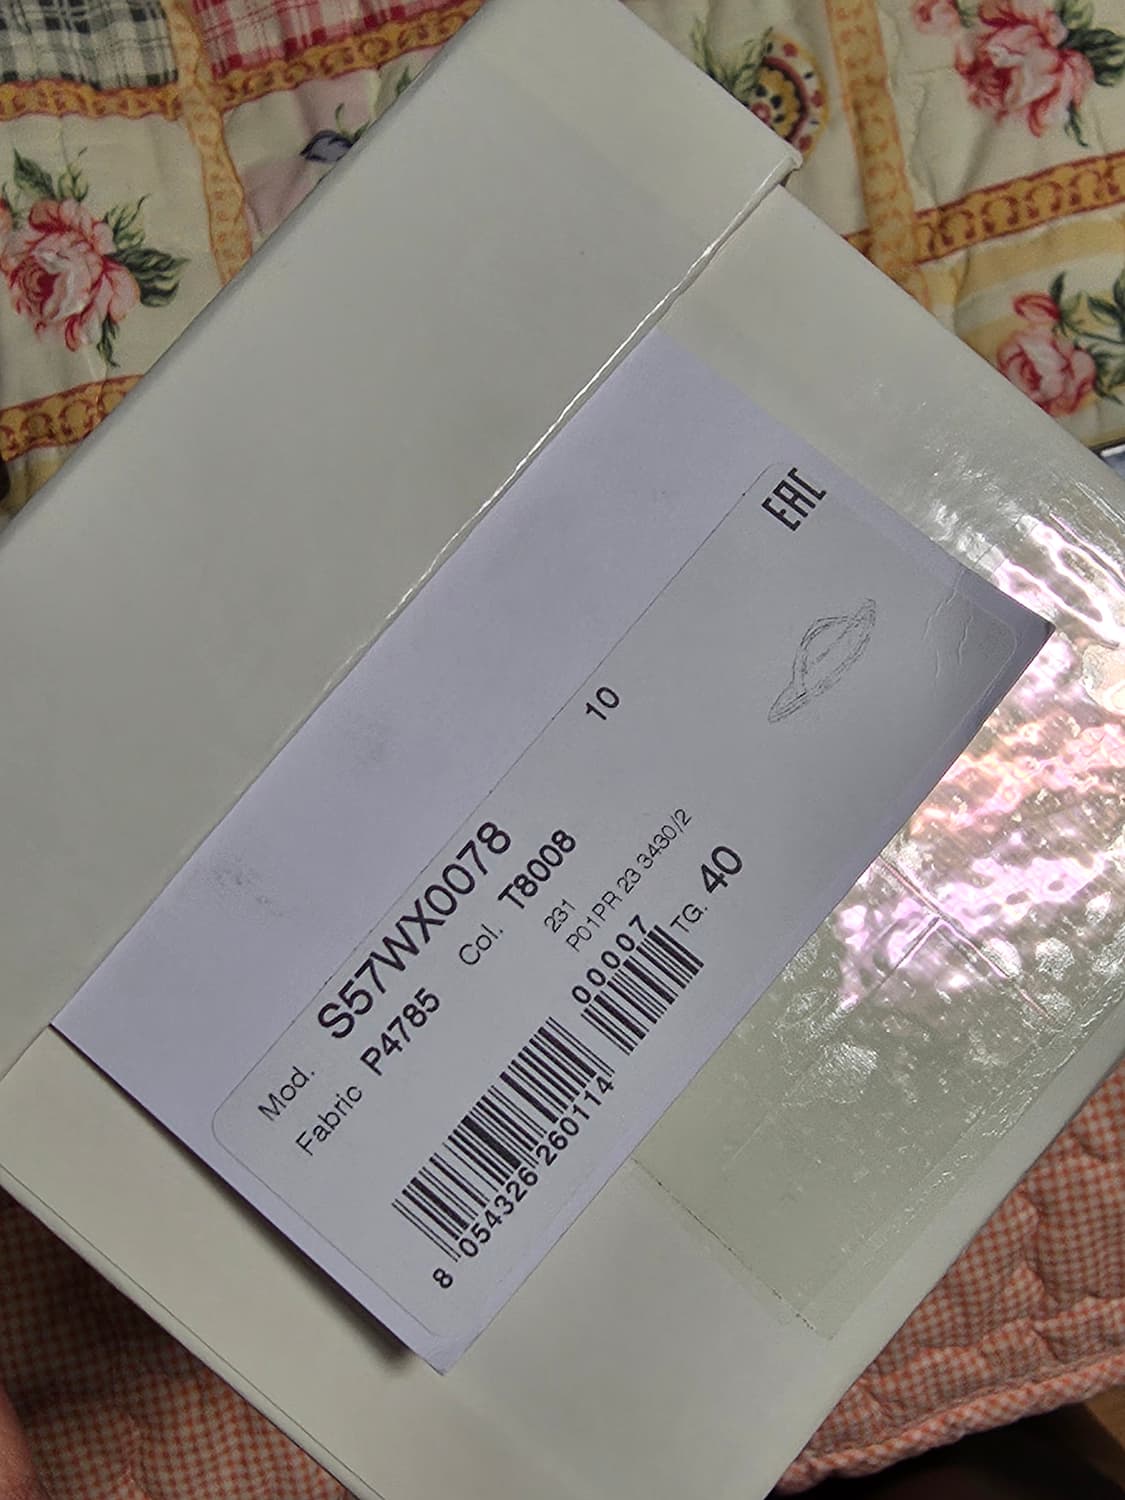 EAC
Mod. S57WX0078 10
Fabric P4785 Col. T8008
231
P01PR 23 3430/2
00007 TG. 40
8 054326 260114